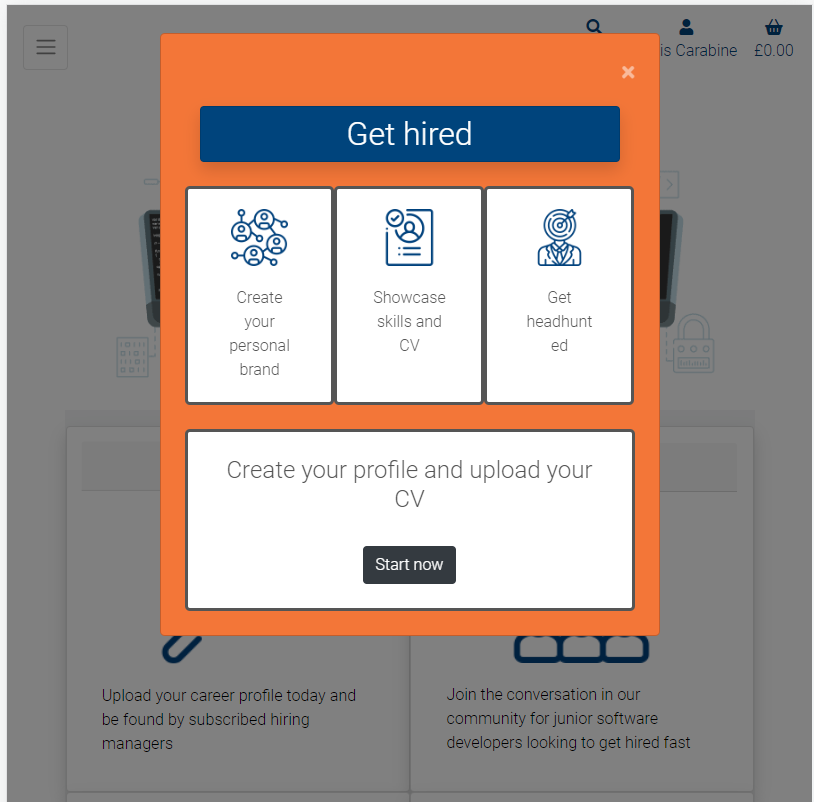 is Carabine
£0.00
×
Get hired
Create
your
personal
brand
Showcase
skills and
CV
Get
headhunt
ed
Create your profile and upload your
CV
Start now
Upload your career profile today and
be found by subscribed hiring
managers
Join the conversation in our
community for junior software
developers looking to get hired fast